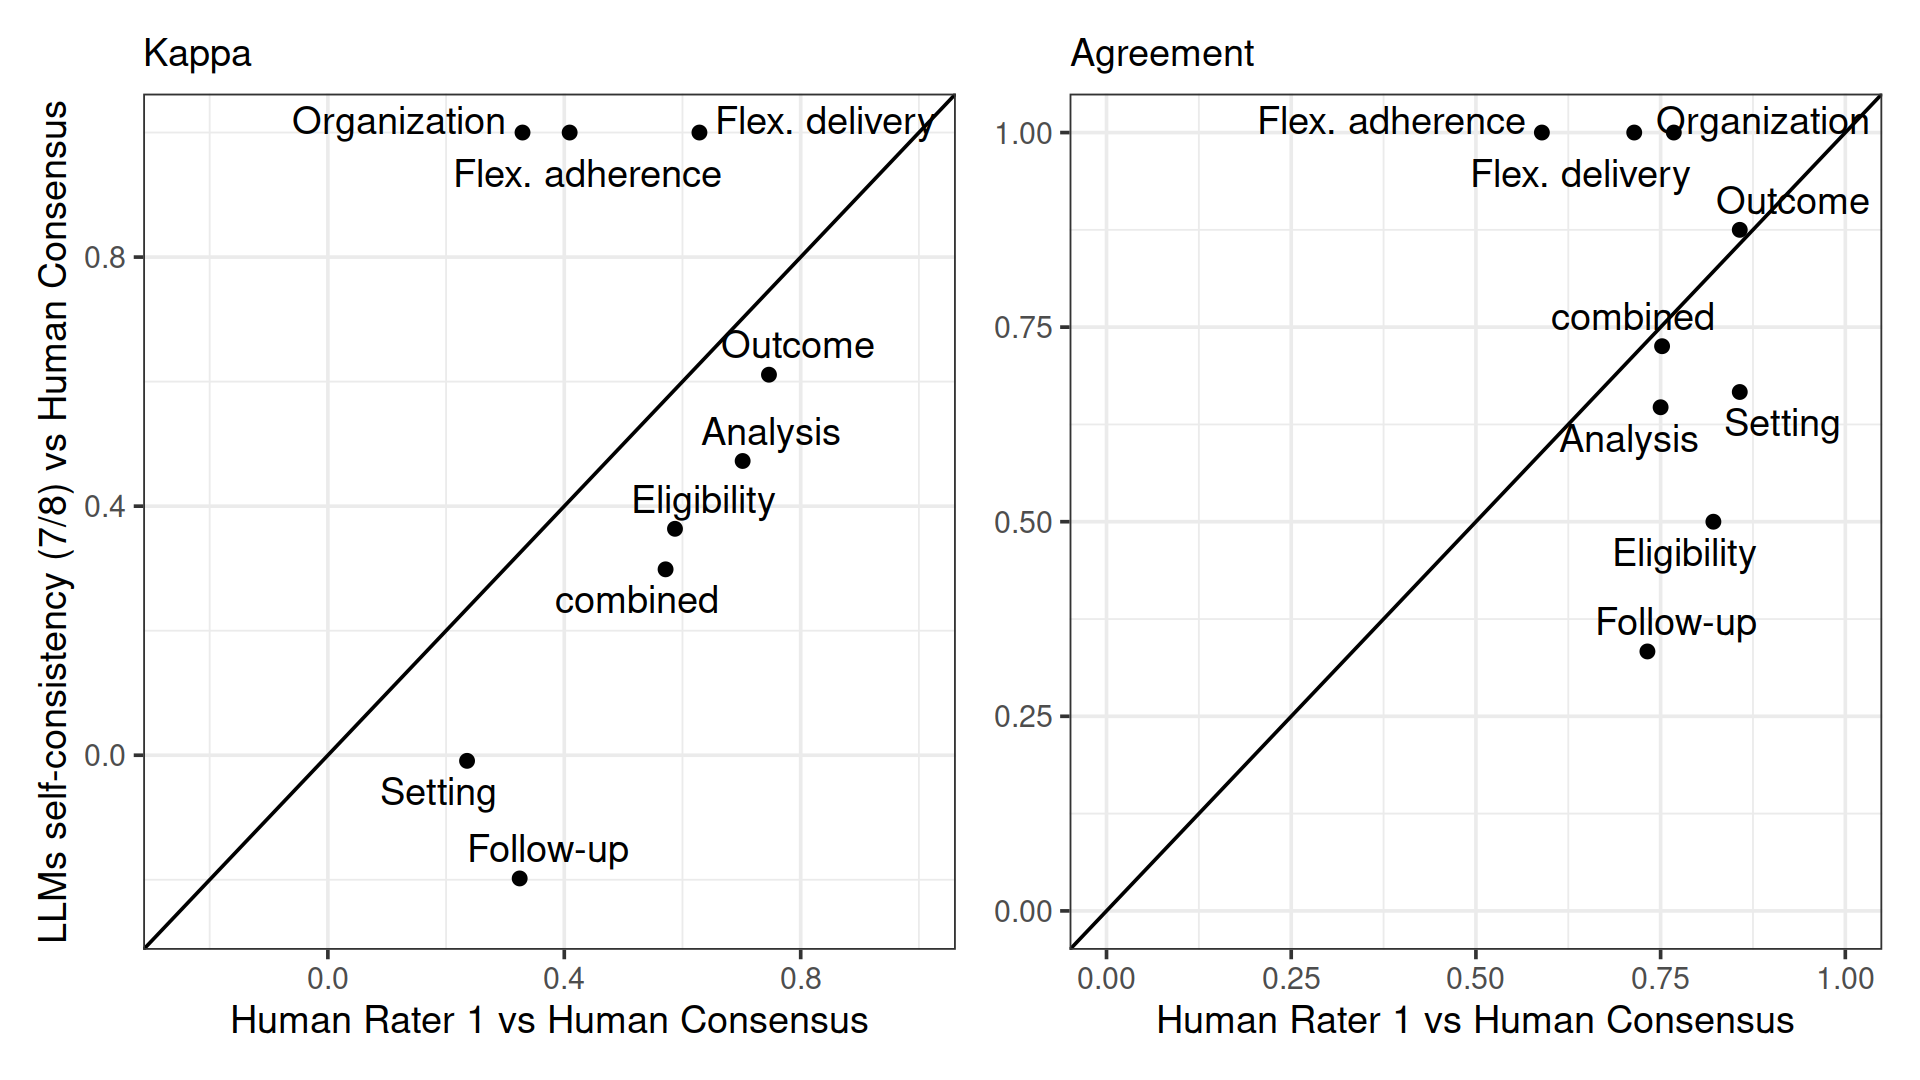 Kappa
Organization
Flex. delivery
Flex. adherence
Outcome
Analysis
Eligibility
combined
Setting
Follow-up
0.8
0.4
0.0
0.0
0.4
0.8
Human Rater 1 vs Human Consensus
LLMs self-consistency (7/8) vs Human Consensus
Agreement
Flex. adherence
Organization
Flex. delivery
Outcome
combined
Setting
Analysis
Eligibility
Follow-up
1.00
0.75
0.50
0.25
0.00
0.00
0.25
0.50
0.75
1.00
Human Rater 1 vs Human Consensus